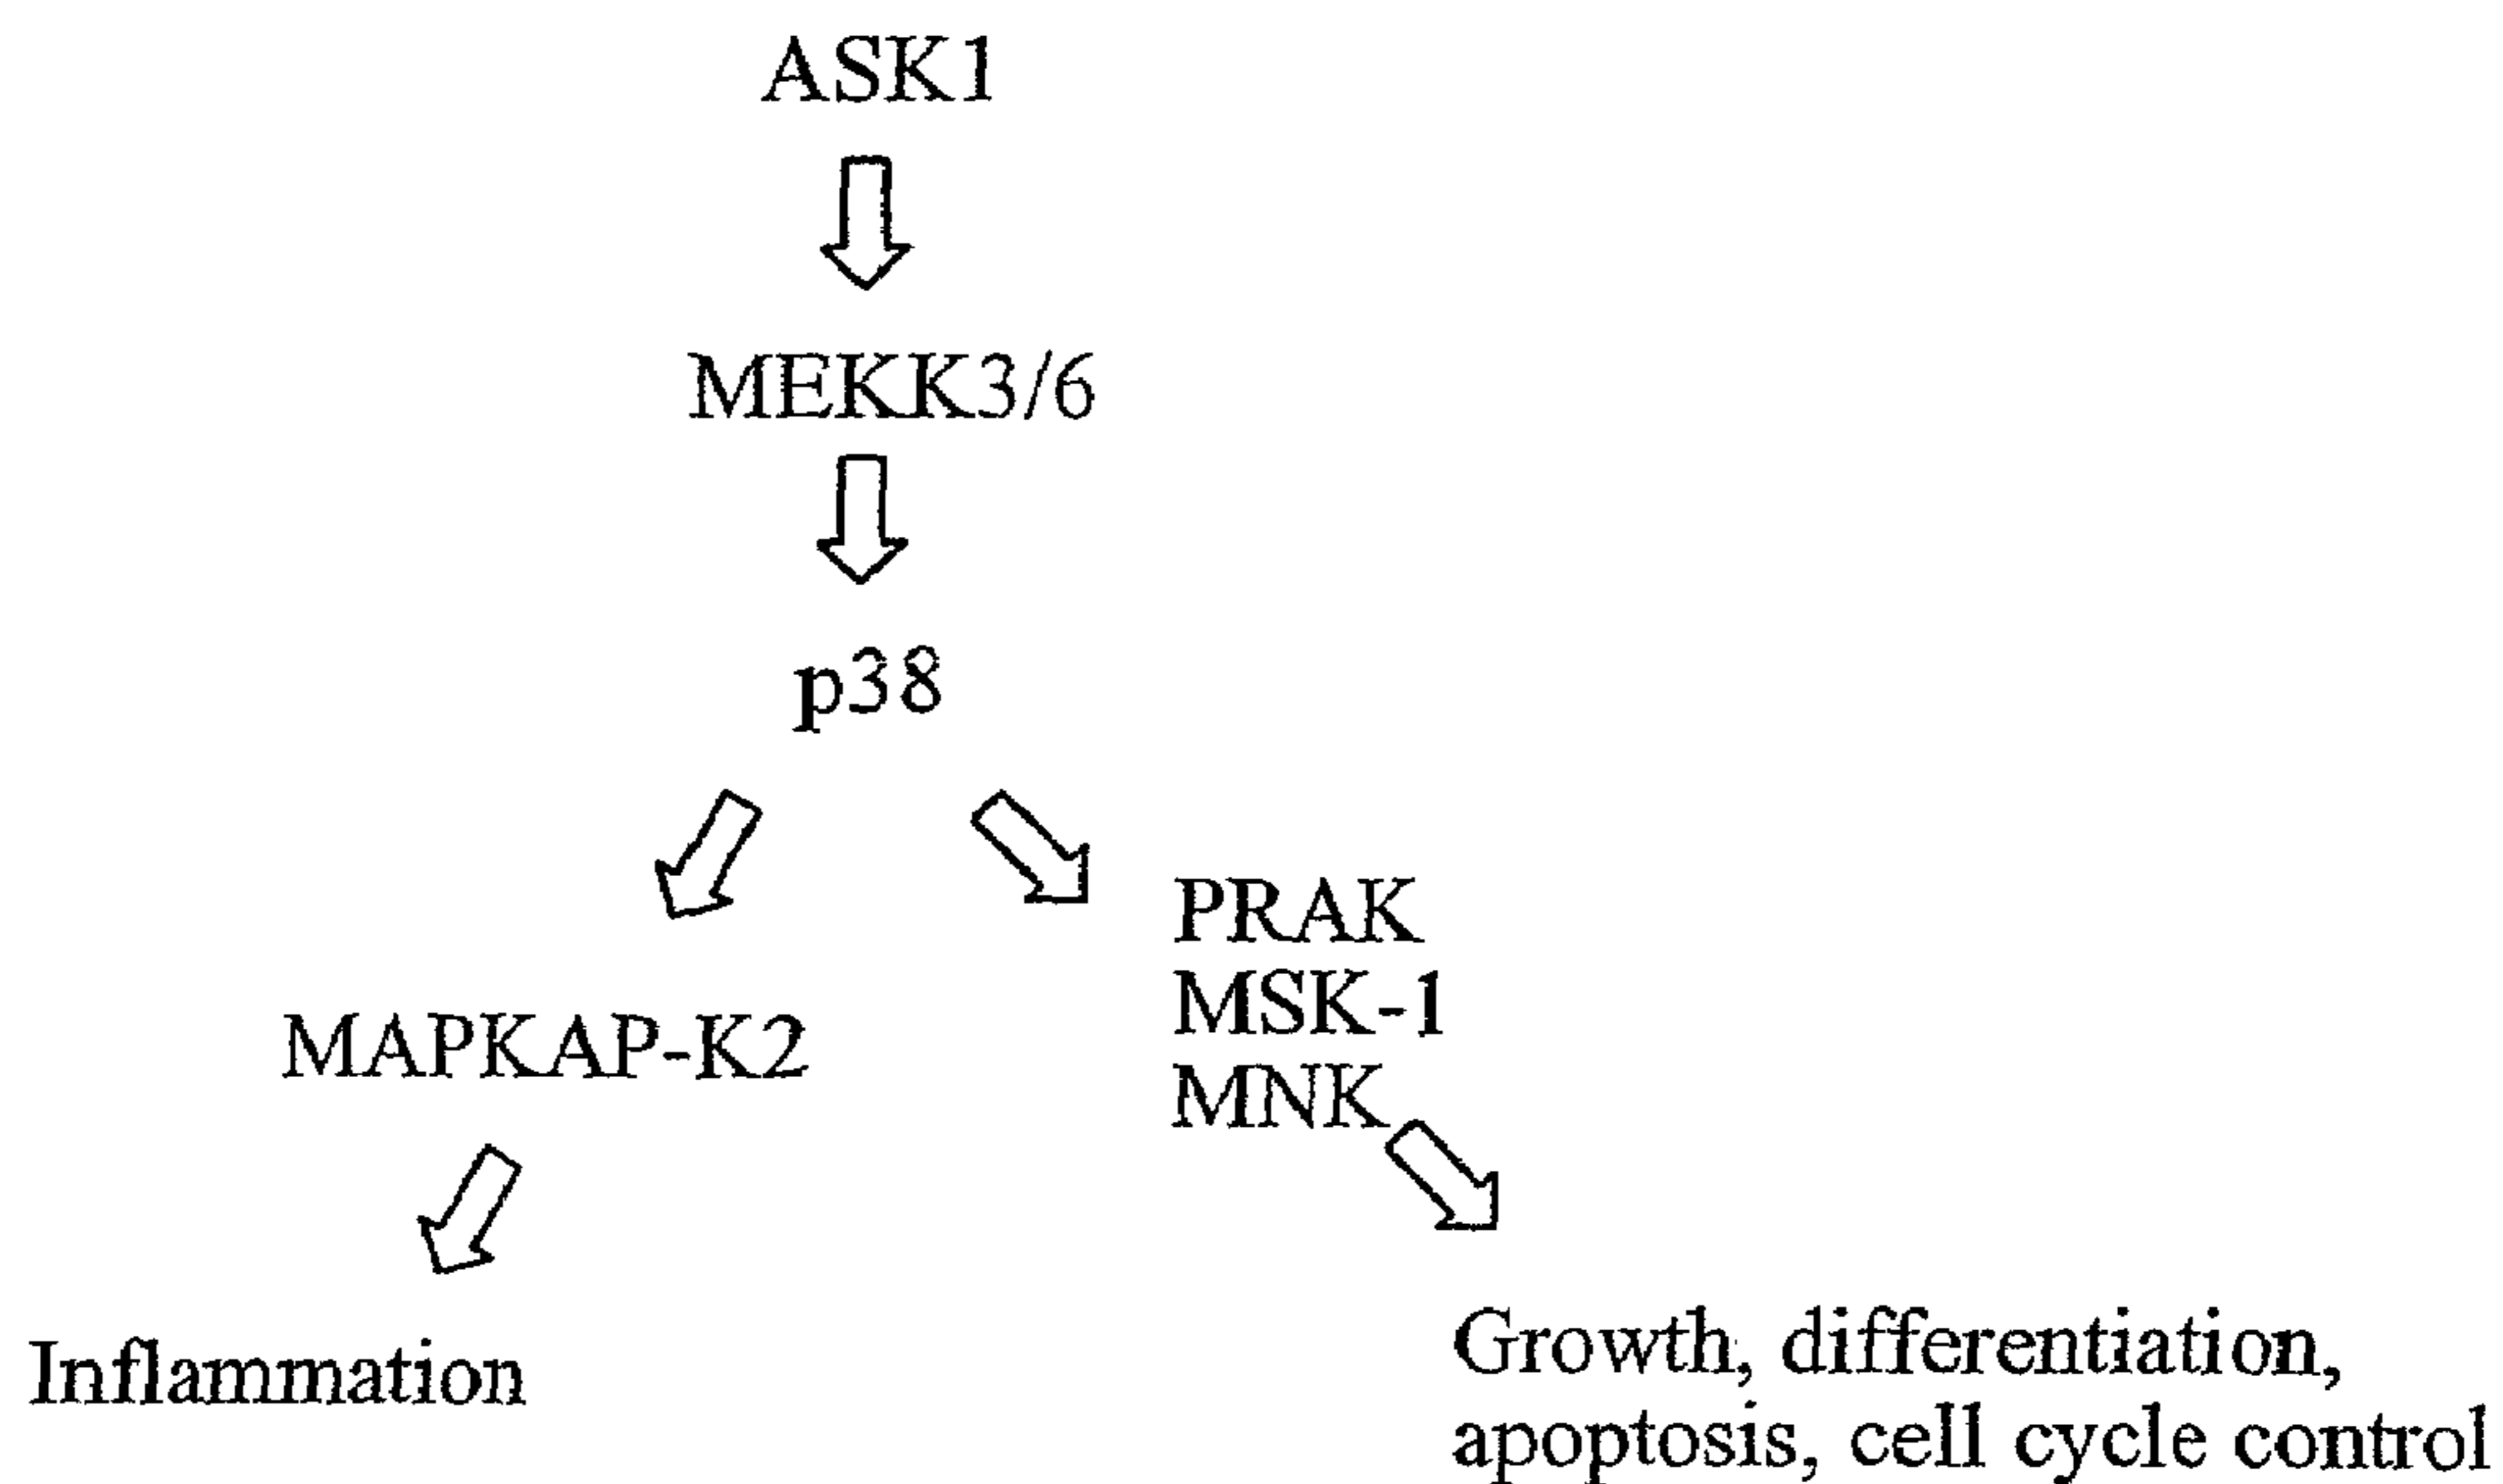 ASK1
MEKK3/6
p38
PRAK
MSK-1
MNK
MAPKAP-K2
Inflammation
Growth, differentiation,
apoptosis, cell cycle control